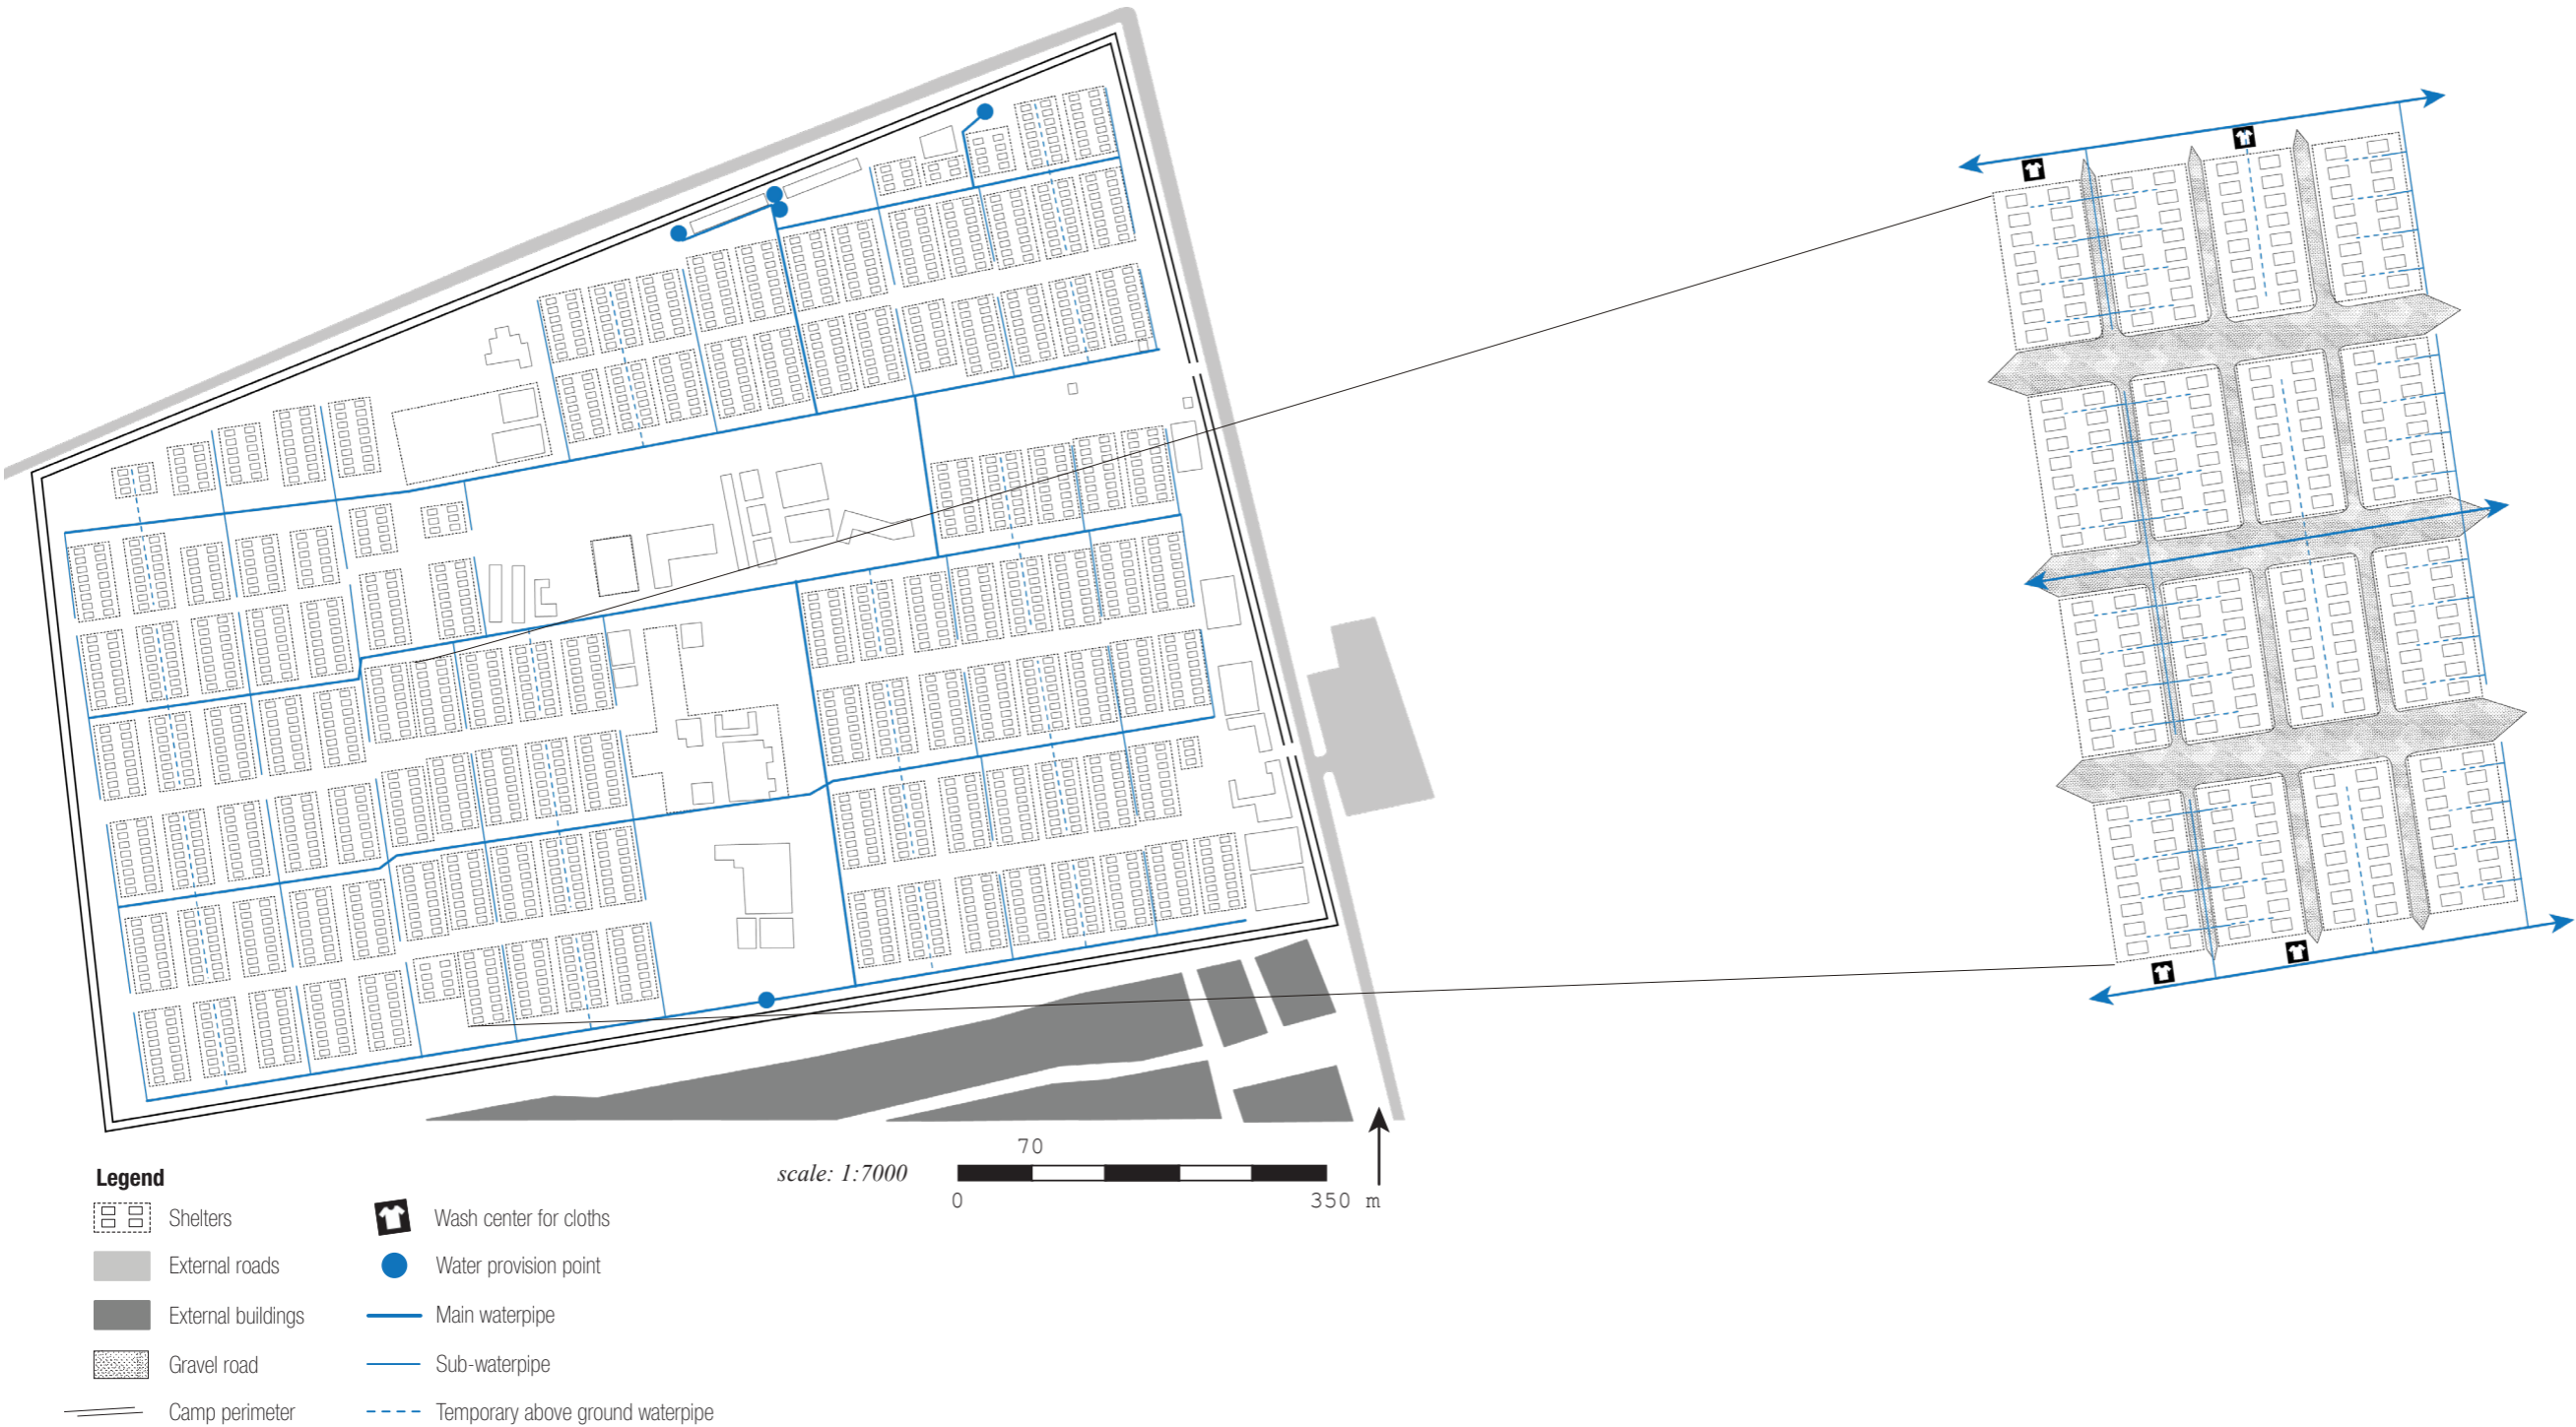 70
scale: 1:7000
0 350 m
Legend
Shelters
Wash center for cloths
External roads
Water provision point
External buildings
Main waterpipe
Gravel road
Sub-waterpipe
Camp perimeter
Temporary above ground waterpipe